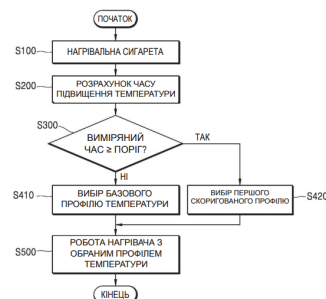 ПОЧАТОК
S100
НАГРІВАЛЬНА СИГАРЕТА
S200
РОЗРАХУНОК ЧАСУ
ПІДВИЩЕННЯ ТЕМПЕРАТУРИ
S300
ВИМІРЯНИЙ
ЧАС ≥ ПОРІГ?
ТАК
НІ
S410
ВИБІР БАЗОВОГО
ПРОФІЛЮ ТЕМПЕРАТУРИ
ВИБІР ПЕРШОГО
СКОРИГОВАНОГО ПРОФІЛЮ
S420
S500
РОБОТА НАГРІВАЧА З
ОБРАНИМ ПРОФІЛЕМ
ТЕМПЕРАТУРИ
КІНЕЦЬ